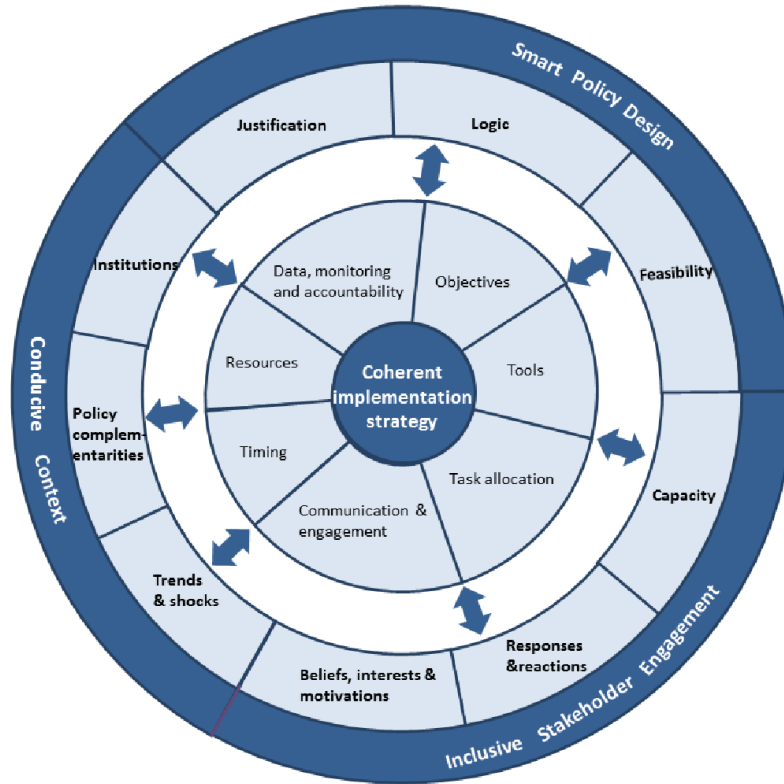 Smart Policy Design
Justification
Logic
Feasibility
Institutions
Data, monitoring
and accountability
Objectives
Resources
Tools
Coherent
implementation
strategy
Conducive Context
Policy
complem-
entarities
Timing
Task allocation
Capacity
Communication &
engagement
Trends
& shocks
Responses
&reactions
Beliefs, interests &
motivations
Inclusive Stakeholder Engagement